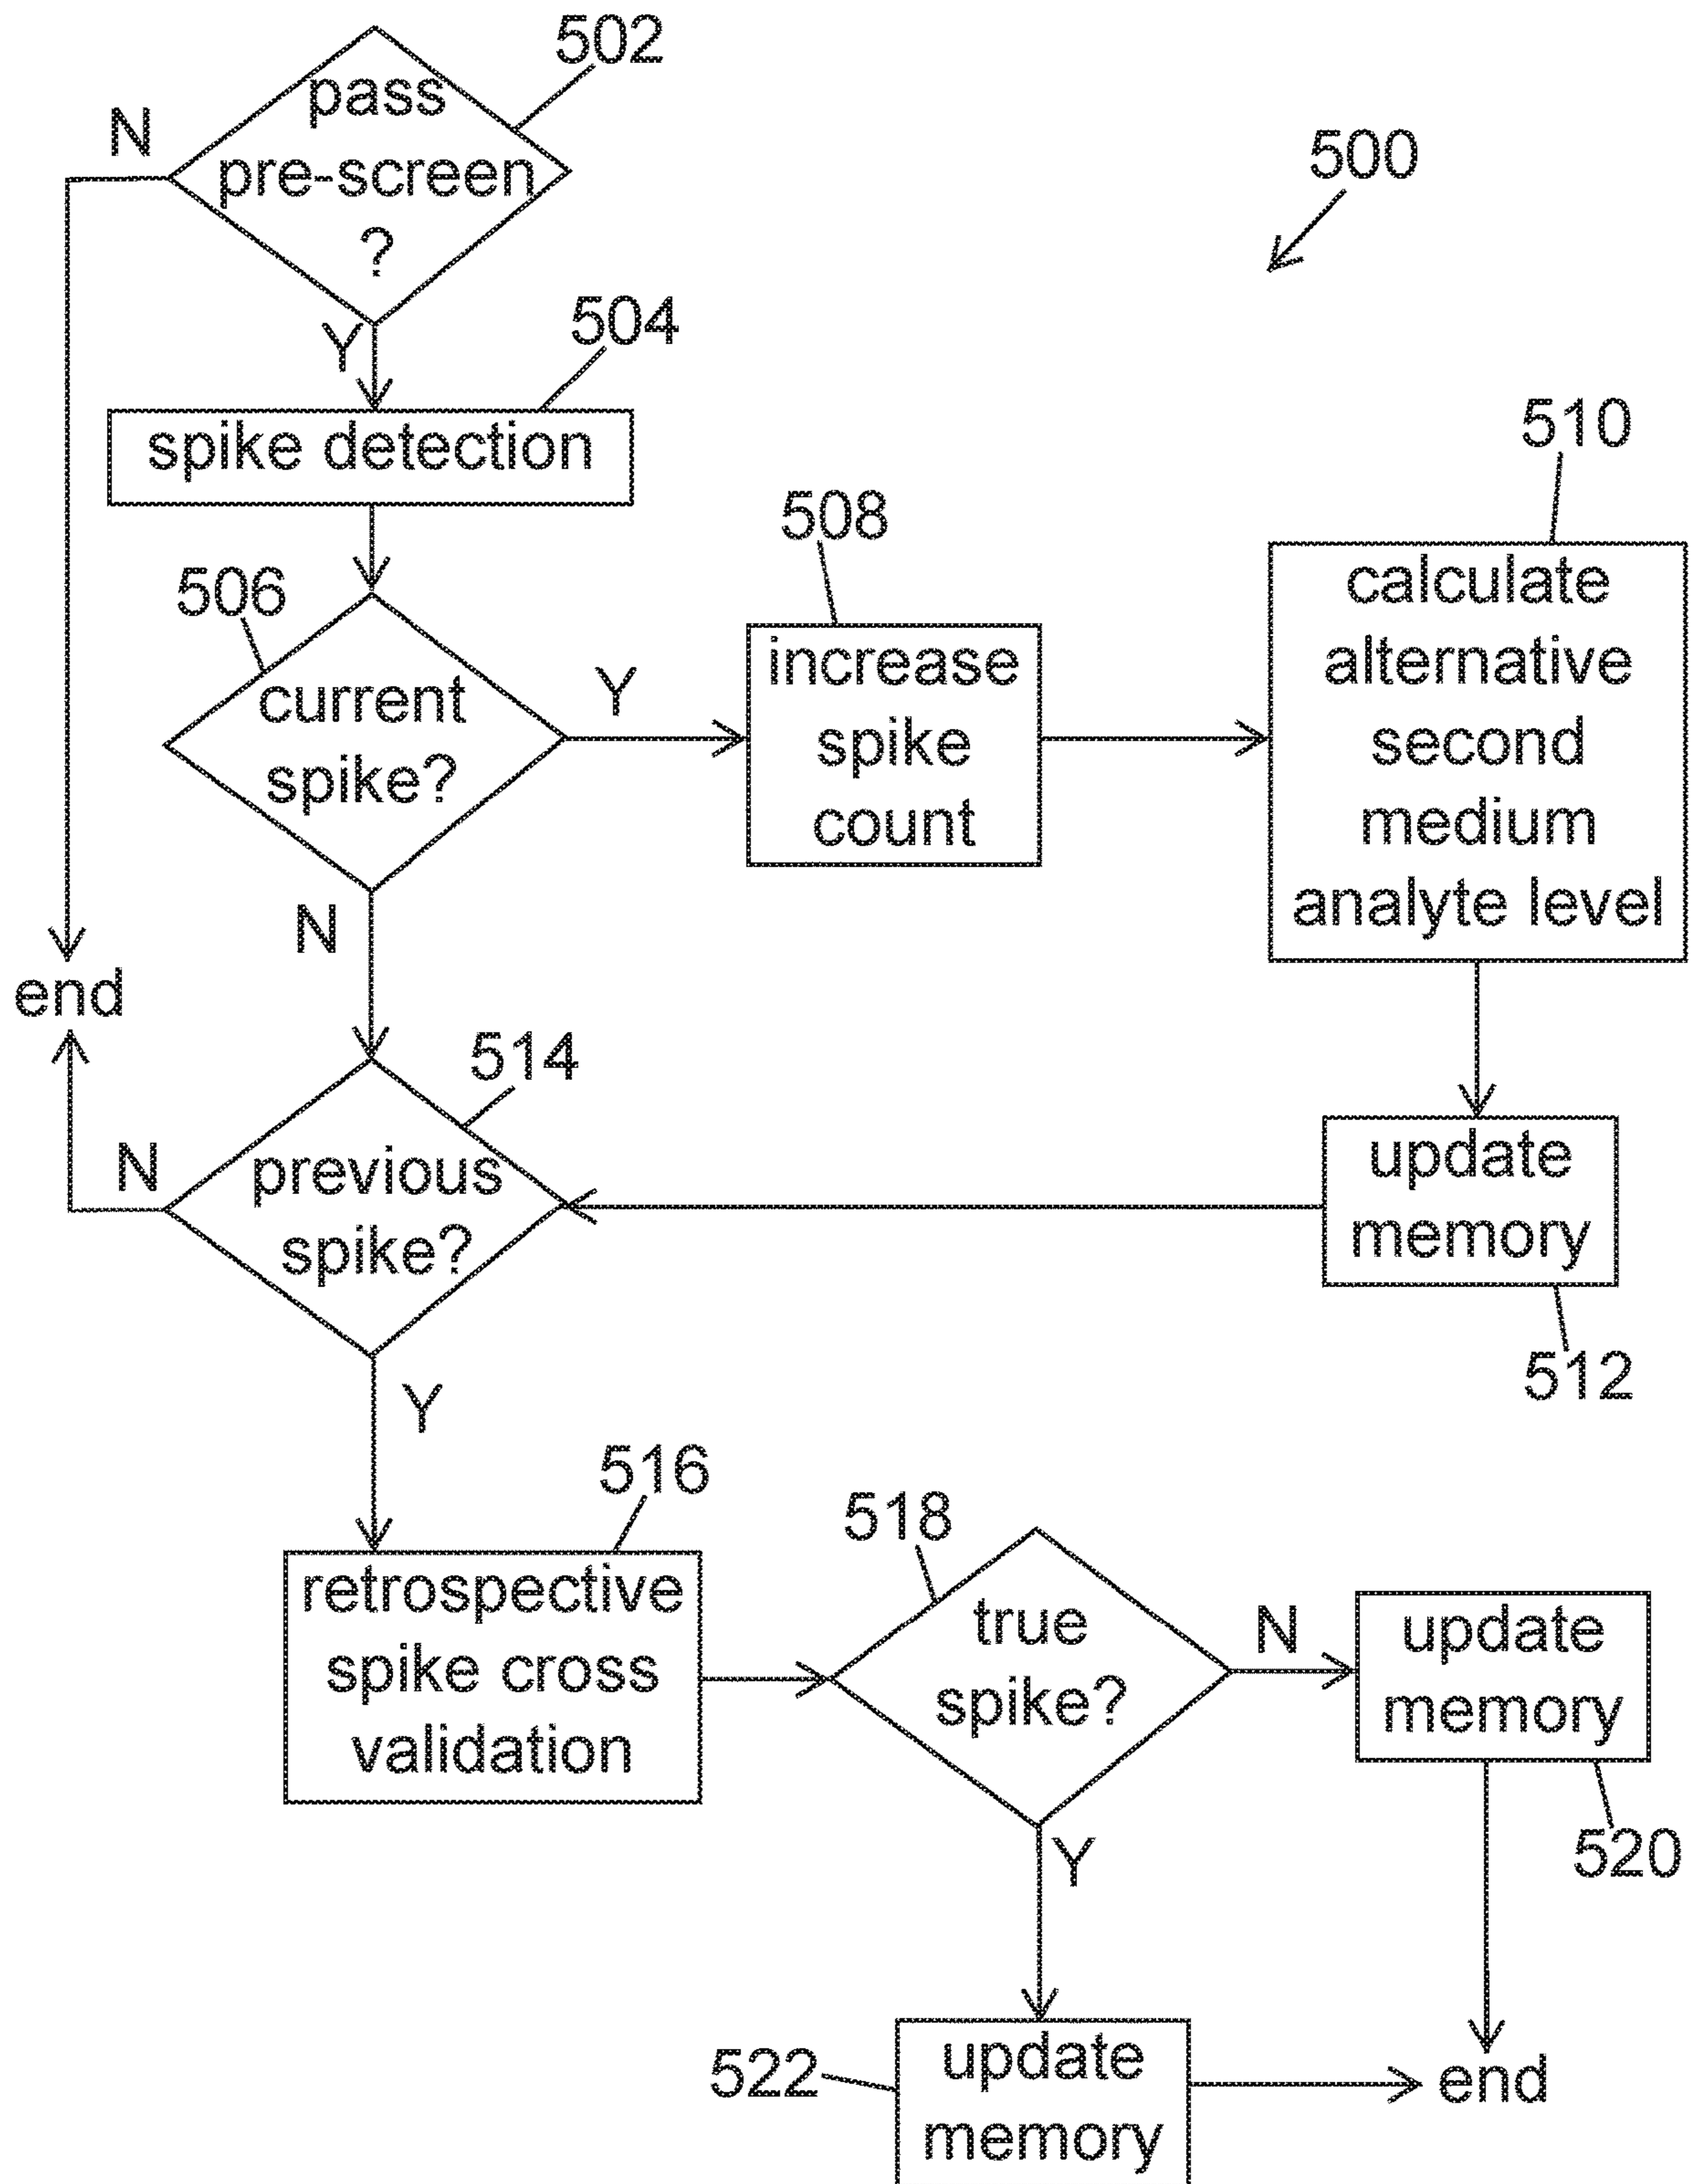 502
pass
pre-screen
?
N
500
Y
504
spike detection
506
current
spike?
Y
N
508
increase
spike
count
510
calculate
alternative
second
medium
analyte level
end
514
previous
spike?
N
Y
update
memory
512
516
retrospective
spike cross
validation
518
true
spike?
N
update
memory
520
Y
522
update
memory
end